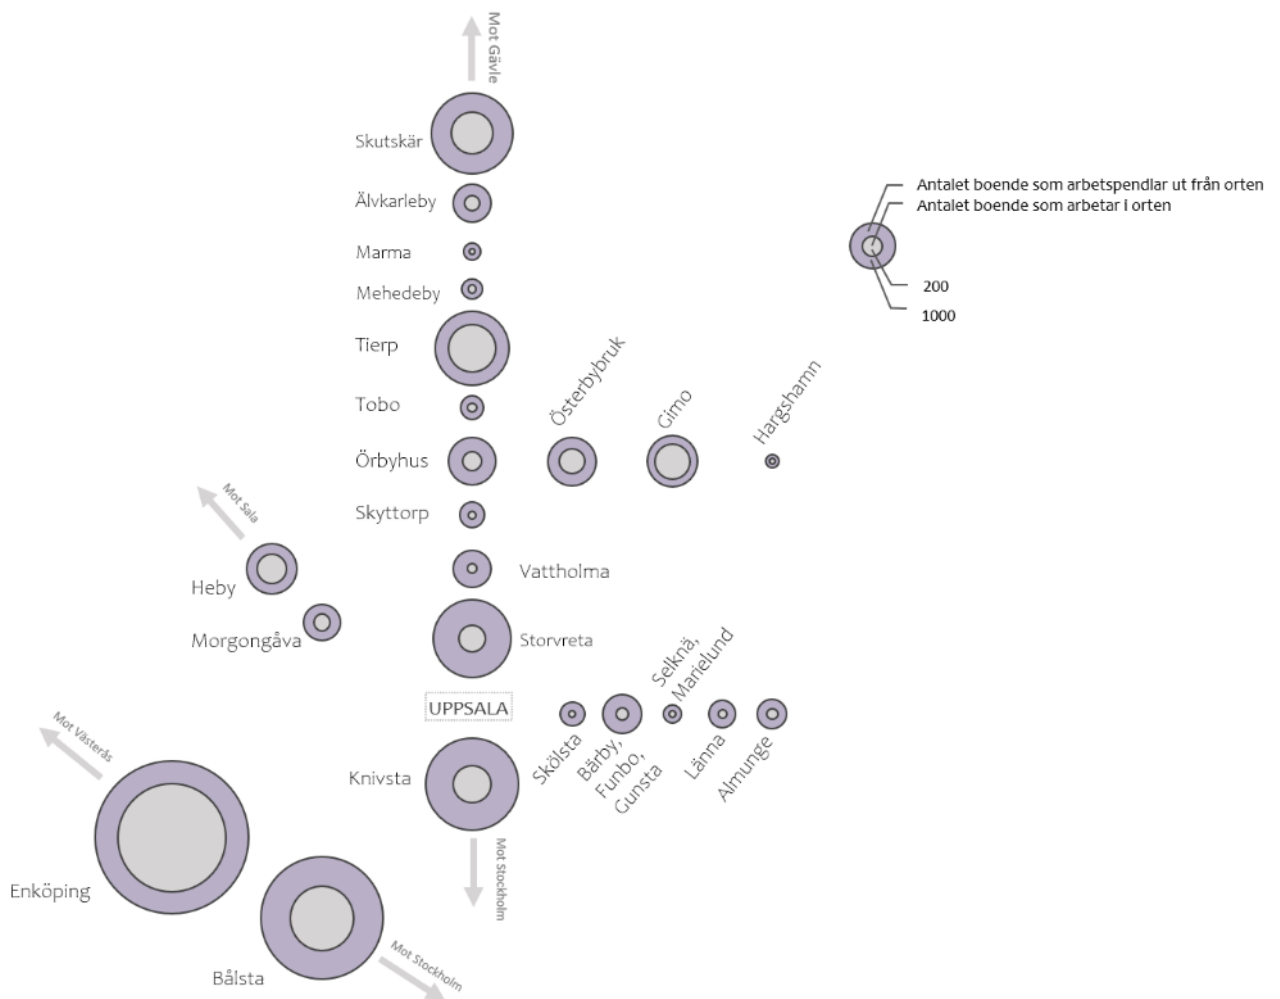 Mot Gävle
Skutskär
Älvkarleby
Antalet boende som arbetspendlar ut från orten
Antalet boende som arbetar i orten
200
1000
Marma
Mehedeby
Tierp
Tobo
Örbyhus
Österbybruk
Gimo
Hargshamn
Skyttorp
Mot Sala
Heby
Vattholma
Morgongåva
Storvreta
UPPSALA
Skölsta
Bärby,
Funbo,
Gunsta
Selknä,
Marielund
Länna
Almunge
Knivsta
Mot Västerås
Mot Stockholm
Enköping
Bålsta
Mot Stockholm